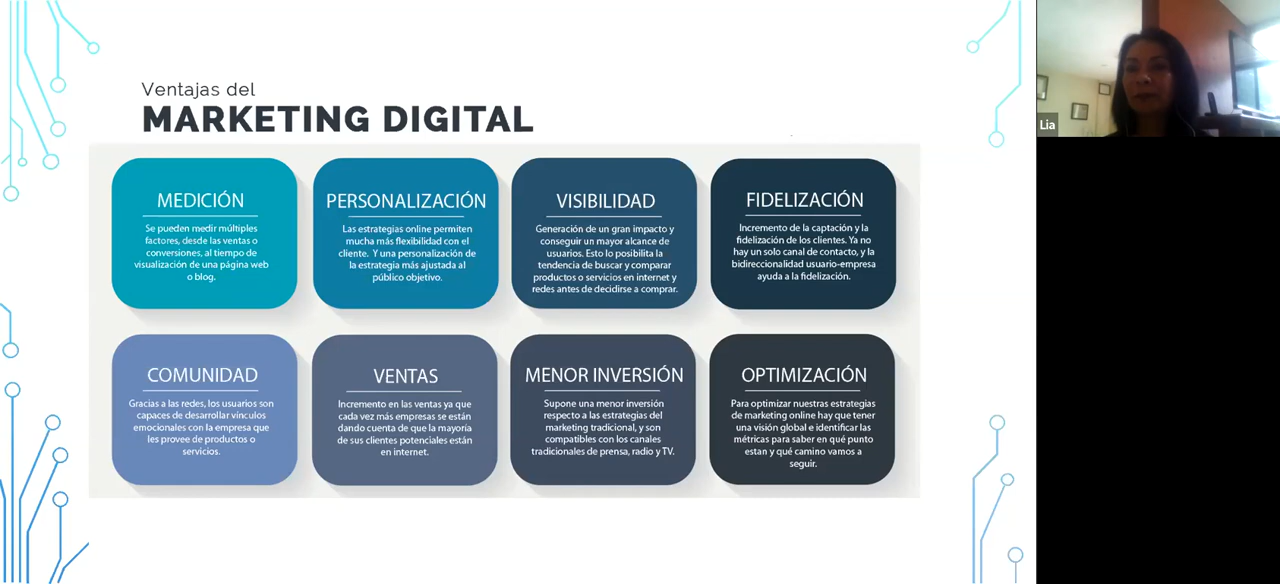 Ventajas del
MARKETING DIGITAL
MEDICIÓN
Se pueden medir múltiples
factores, desde las ventas o
conversiones, al tiempo de
visualización de una página web
o blog.
PERSONALIZACIÓN
Las estrategias online permiten
mucha más flexibilidad con el
cliente. Y una personalización de
la estrategia más ajustada al
público objetivo.
VISIBILIDAD
Generación de un gran impacto y
conseguir un mayor alcance de
usuarios. Esto lo posibilita la
tendencia de buscar y comparar
productos o servicios en internet y
redes antes de decidirse a comprar.
FIDELIZACIÓN
Incremento de la captación y la
fidelización de los clientes. Ya no
hay un solo canal de contacto, y la
bidireccionalidad usuario-empresa
ayuda a la fidelización.
COMUNIDAD
Gracias a las redes, los usuarios son
capaces de desarrollar vínculos
emocionales con la empresa que
les provee de productos o
servicios.
VENTAS
Incremento en las ventas ya que
cada vez más empresas se están
dando cuenta de que la mayoría
de sus clientes potenciales están
en internet.
MENOR INVERSIÓN
Supone una menor inversión
respecto a las estrategias del
marketing tradicional, y son
compatibles con los canales
tradicionales de prensa, radio y TV.
OPTIMIZACIÓN
Para optimizar nuestras estrategias
de marketing online hay que tener
una visión global e identificar las
métricas para saber en qué punto
estan y qué camino vamos a
seguir.
Lia